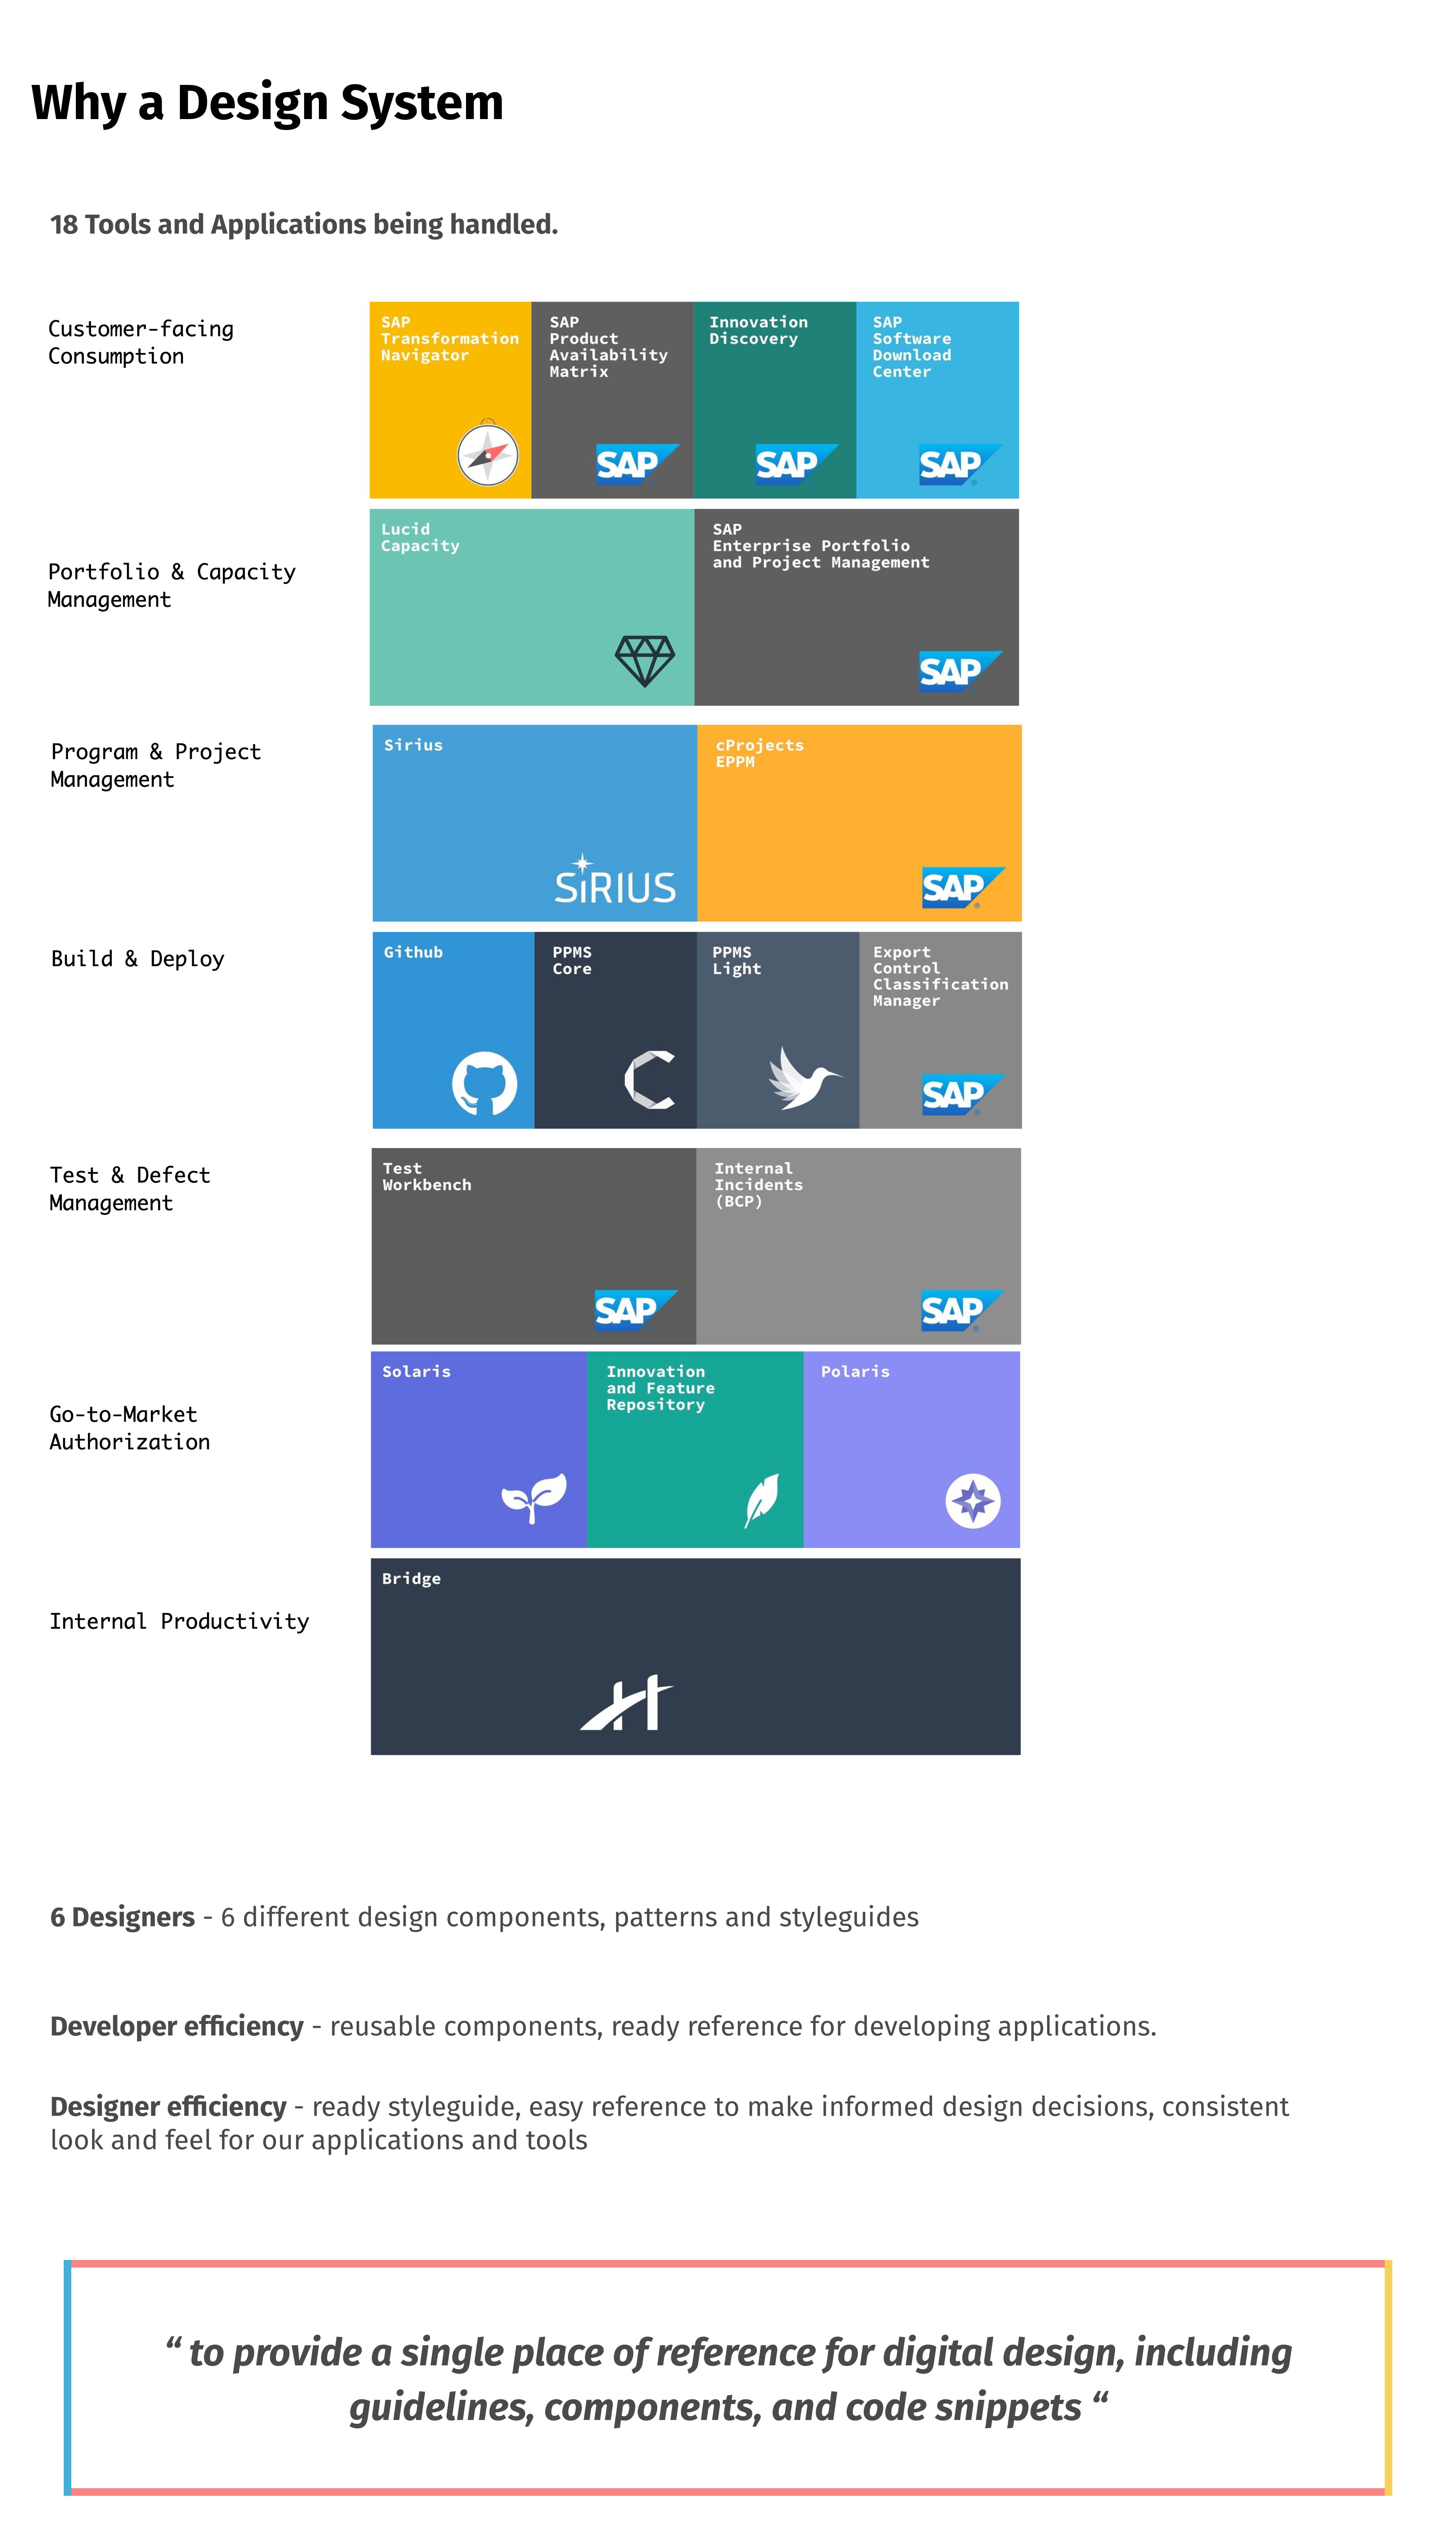 Why a Design System
18 Tools and Applications being handled.
Customer-facing
Consumption
SAP
Transformation
Navigator
SAP
Product
Availability
Matrix
SAP
Innovation
Discovery
SAP
SAP
Software
Download
Center
SAP
Portfolio & Capacity
Management
Lucid
Capacity
SAP
Enterprise Portfolio
and Project Management
SAP
Program & Project
Management
Sirius
SiRIUS
cProjects
EPPM
SAP
Build & Deploy
Github
PPMS
Core
PPMS
Light
Export
Control
Classification
Manager
SAP
Test & Defect
Management
Test
Workbench
SAP
Internal
Incidents
(BCP)
SAP
Go-to-Market
Authorization
Solaris
Innovation
and Feature
Repository
Polaris
Internal Productivity
Bridge
6 Designers - 6 different design components, patterns and styleguides
Developer efficiency - reusable components, ready reference for developing applications.
Designer efficiency - ready styleguide, easy reference to make informed design decisions, consistent
look and feel for our applications and tools
“ to provide a single place of reference for digital design, including
guidelines, components, and code snippets “